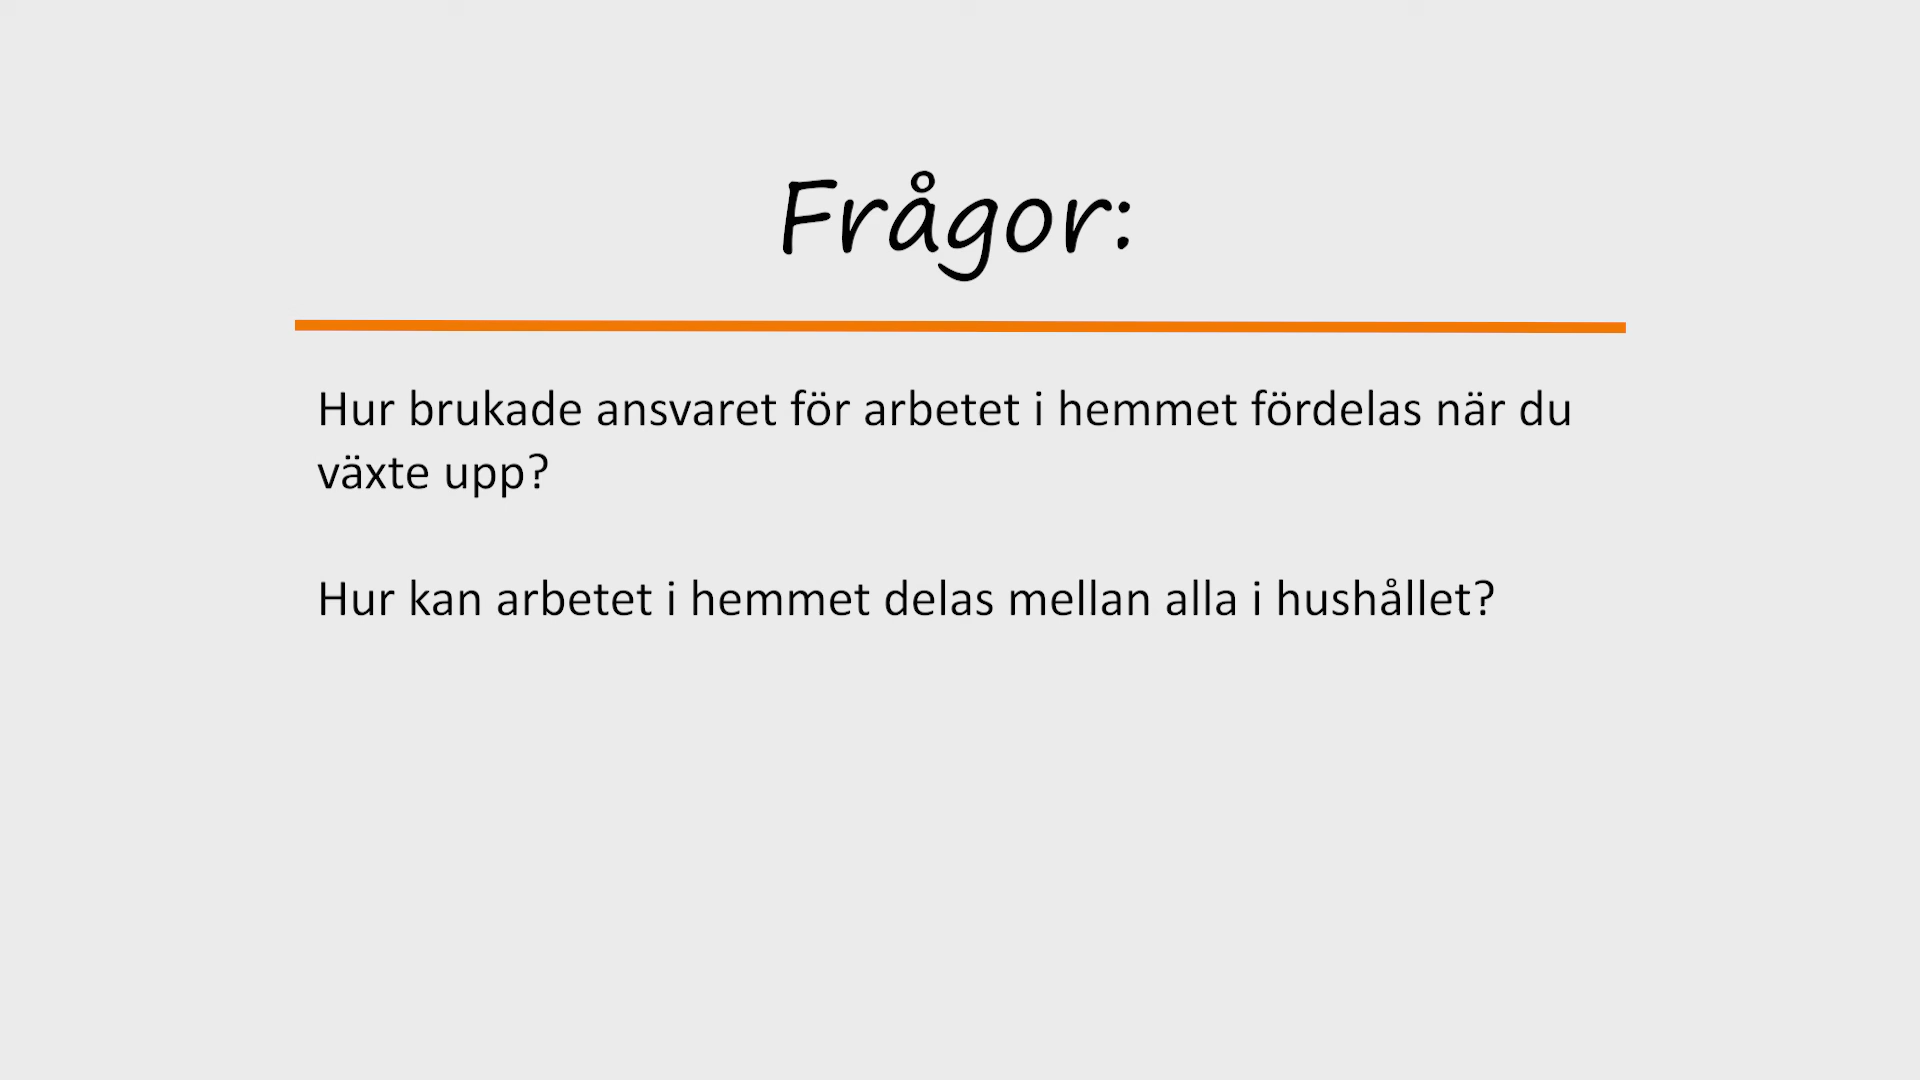 Frågor:
Hur brukade ansvaret för arbetet i hemmet fördelas när du
växte upp?
Hur kan arbetet i hemmet delas mellan alla i hushållet?